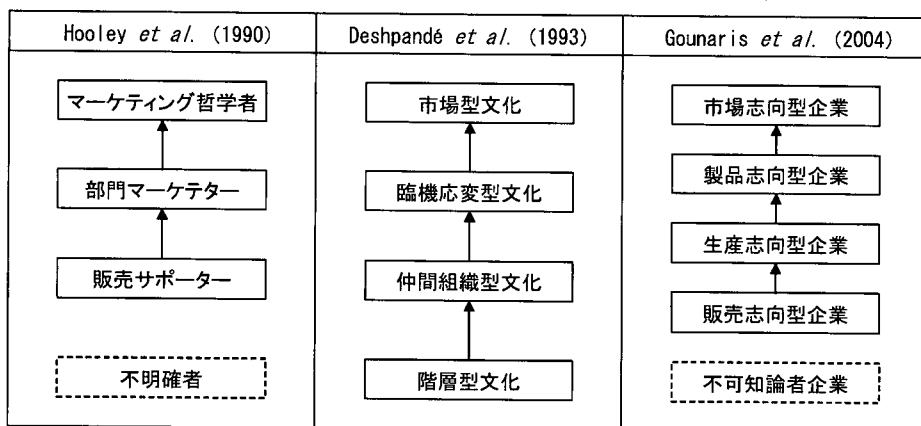 Hooley et al. (1990)
Deshpandé et al. (1993)
Gounaris et al. (2004)
マーケティング哲学者
部門マーケテター
販売サポーター
不明確者
市場型文化
臨機応変型文化
仲間組織型文化
階層型文化
市場志向型企業
製品志向型企業
生産志向型企業
販売志向型企業
不可知論者企業